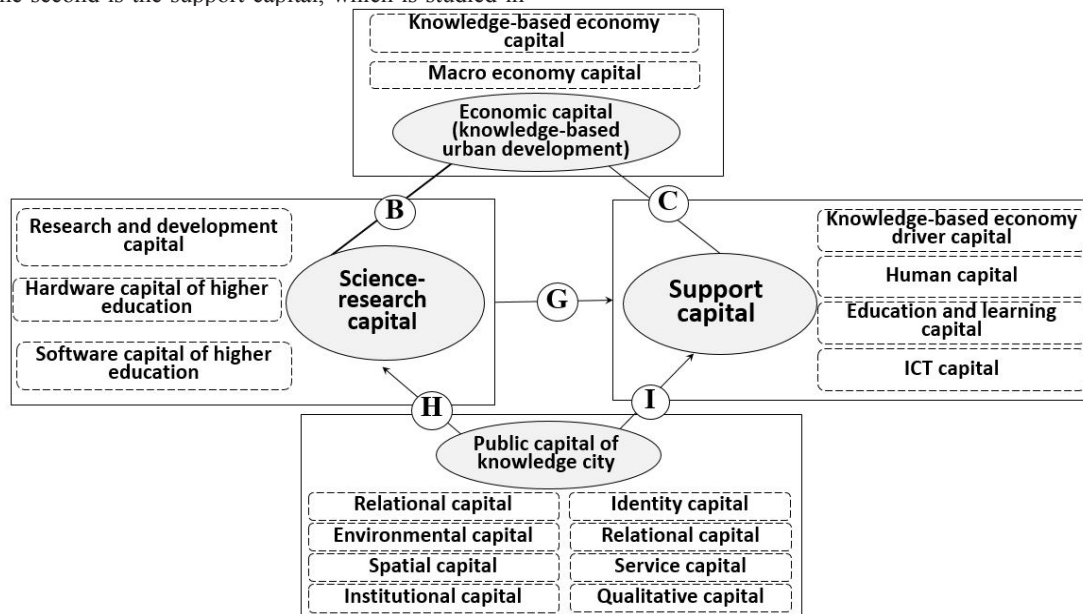 he second is the support capital, which is studied in
Knowledge-based economy
capital
Macro economy capital
Economic capital
(knowledge-based
urban development)
B
C
Research and development
capital
Hardware capital of higher
education
Software capital of higher
education
Science-
research
capital
G
Support
capital
Knowledge-based economy
driver capital
Human capital
Education and learning
capital
ICT capital
H
I
Public capital of
knowledge city
Relational capital
Identity capital
Environmental capital
Relational capital
Spatial capital
Service capital
Institutional capital
Qualitative capital